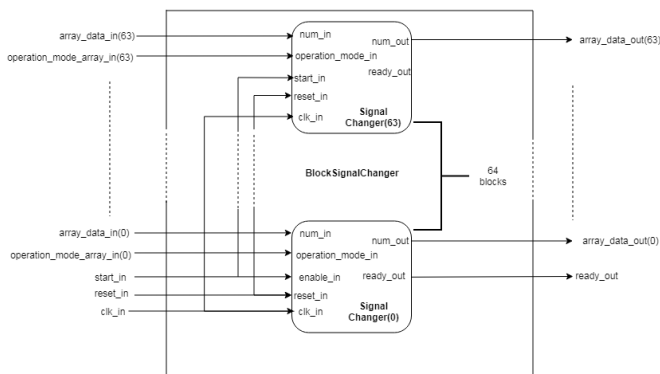 array_data_in(63)
operation_mode_array_in(63)
num_in
num_out
array_data_out(63)
operation_mode_in
ready_out
start_in
reset_in
clk_in
Signal
Changer(63)
BlockSignalChanger
64
blocks
array_data_in(0)
operation_mode_array_in(0)
start_in
reset_in
clk_in
num_in
num_out
array_data_out(0)
operation_mode_in
enable_in
ready_out
ready_out
reset_in
clk_in
Signal
Changer(0)